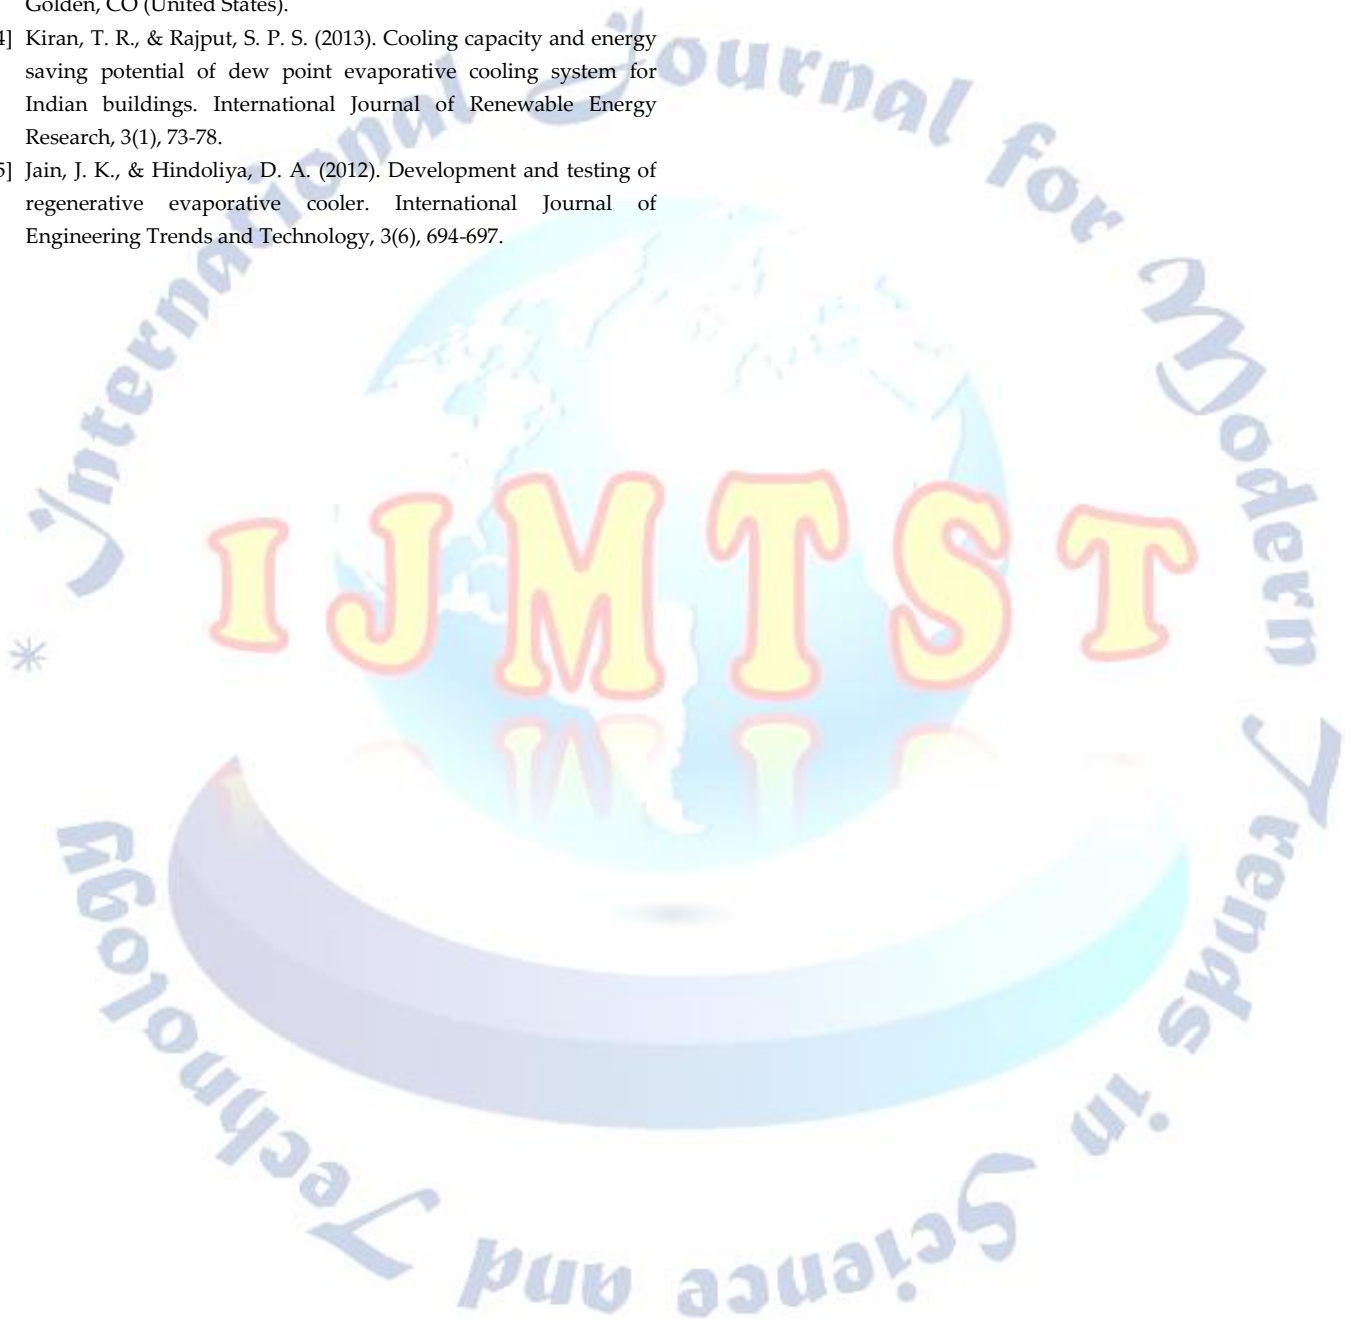 Golden, CO (United States).
4] Kiran, T. R., & Rajput, S. P. S. (2013). Cooling capacity and energy
saving potential of dew point evaporative cooling system for
Indian buildings. International Journal of Renewable Energy
Research, 3(1), 73-78.
5] Jain, J. K., & Hindoliya, D. A. (2012). Development and testing of
regenerative evaporative cooler. International Journal of
Engineering Trends and Technology, 3(6), 694-697.
International Journal for Modern Trends in Science and Technology
*
IJMTST